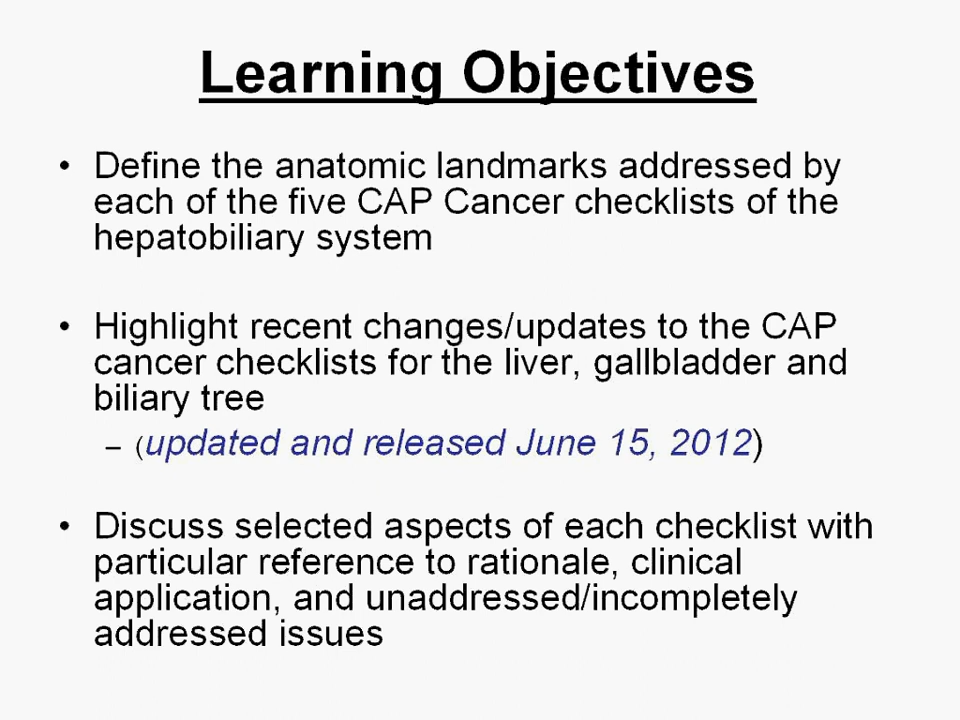 Learning Objectives
• Define the anatomic landmarks addressed by
each of the five CAP Cancer checklists of the
hepatobiliary system
• Highlight recent changes/updates to the CAP
cancer checklists for the liver, gallbladder and
biliary tree
– (updated and released June 15, 2012)
• Discuss selected aspects of each checklist with
particular reference to rationale, clinical
application, and unaddressed/incompletely
addressed issues